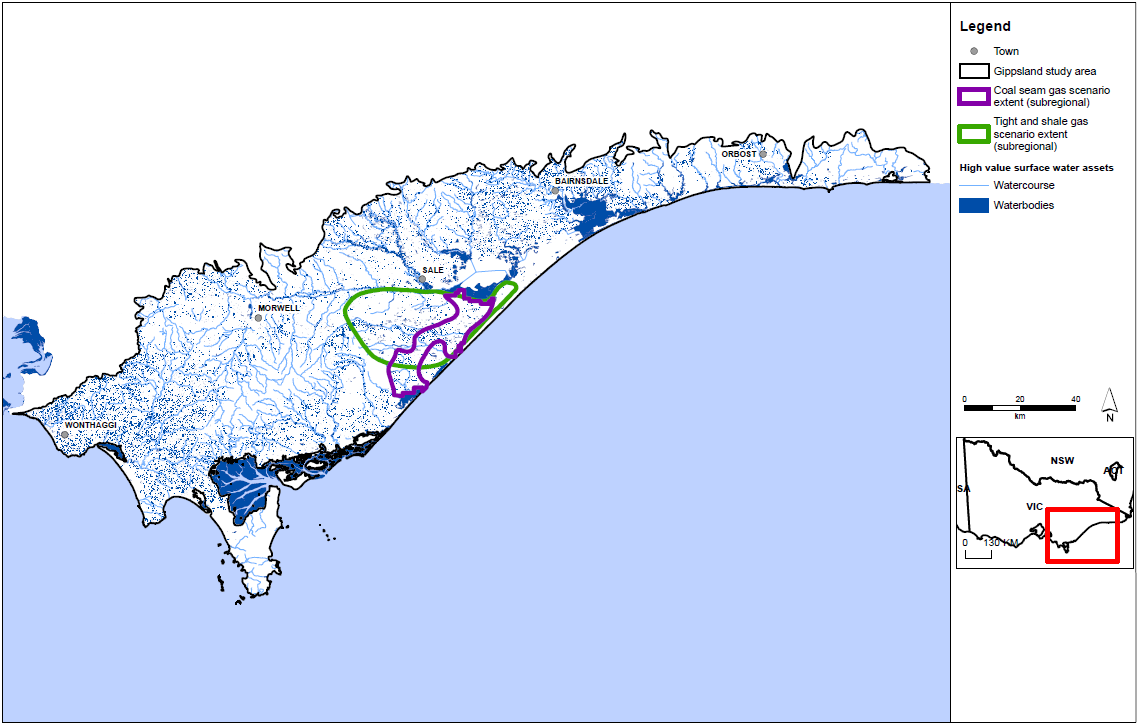 ORBOST
BAIRNSDALE
SALE
MORWELL
WONTHAGGI
Legend
Town
Gippsland study area
Coal seam gas scenario
extent (subregional)
Tight and shale gas
scenario extent
(subregional)
High value surface water assets
Watercourse
Waterbodies
0 20 40
km
N
NSW
ACT
SA
VIC
0 130 KM